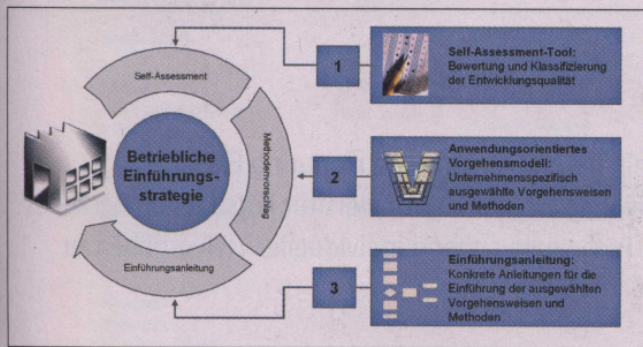 Self-Assessment
Methodenvorschlag
Einführungsanleitung
Betriebliche
Einführungs-
strategie
1
Self-Assessment-Tool:
Bewertung und Klassifizierung
der Entwicklungsqualität
2
Anwendungsorientiertes
Vorgehensmodell:
Unternehmensspezifisch
ausgewählte Vorgehensweisen
und Methoden
3
Einführungsanleitung:
Konkrete Anleitungen für die
Einführung der ausgewählten
Vorgehensweisen und
Methoden